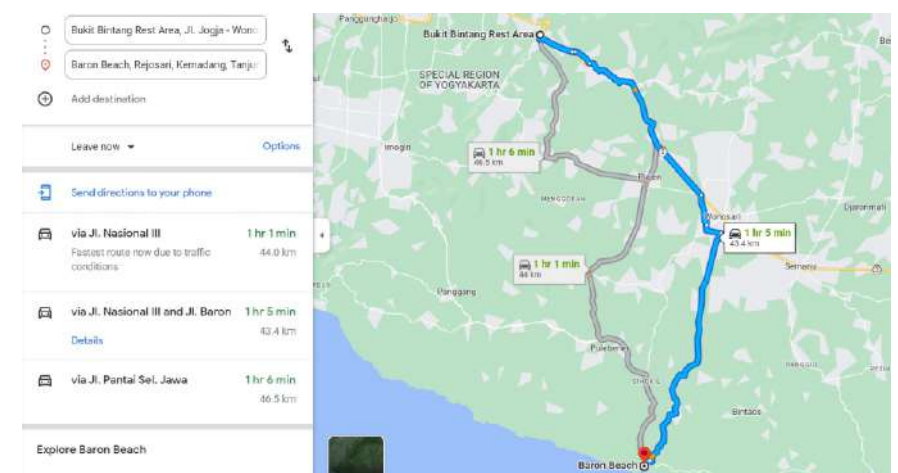 Bukit Bintang Rest Area, Jl. Jogja - Wono
Baron Beach, Rejosari, Kemadang, Tanju
Add destination
Leave now
Options
Send directions to your phone
via Jl. Nasional III
1 hr 1 min
Fastest route now due to traffic
44.0 km
conditions
via Jl. Nasional III and Jl. Baron
1 hr 5 min
Details
43.4 km
via Jl. Pantai Sel. Jawa
1 hr 6 min
46.5 km
Explore Baron Beach
Panggungharjo
Bukit Bintang Rest Area
SPECIAL REGION
OF YOGYAKARTA
Imogiri
1 hr 6 min
46.5 km
Playen
Wonosari
1 hr 5 min
43.4 km
1 hr 1 min
44 km
Semanu
Panggang
Bintaos
Baron Beach